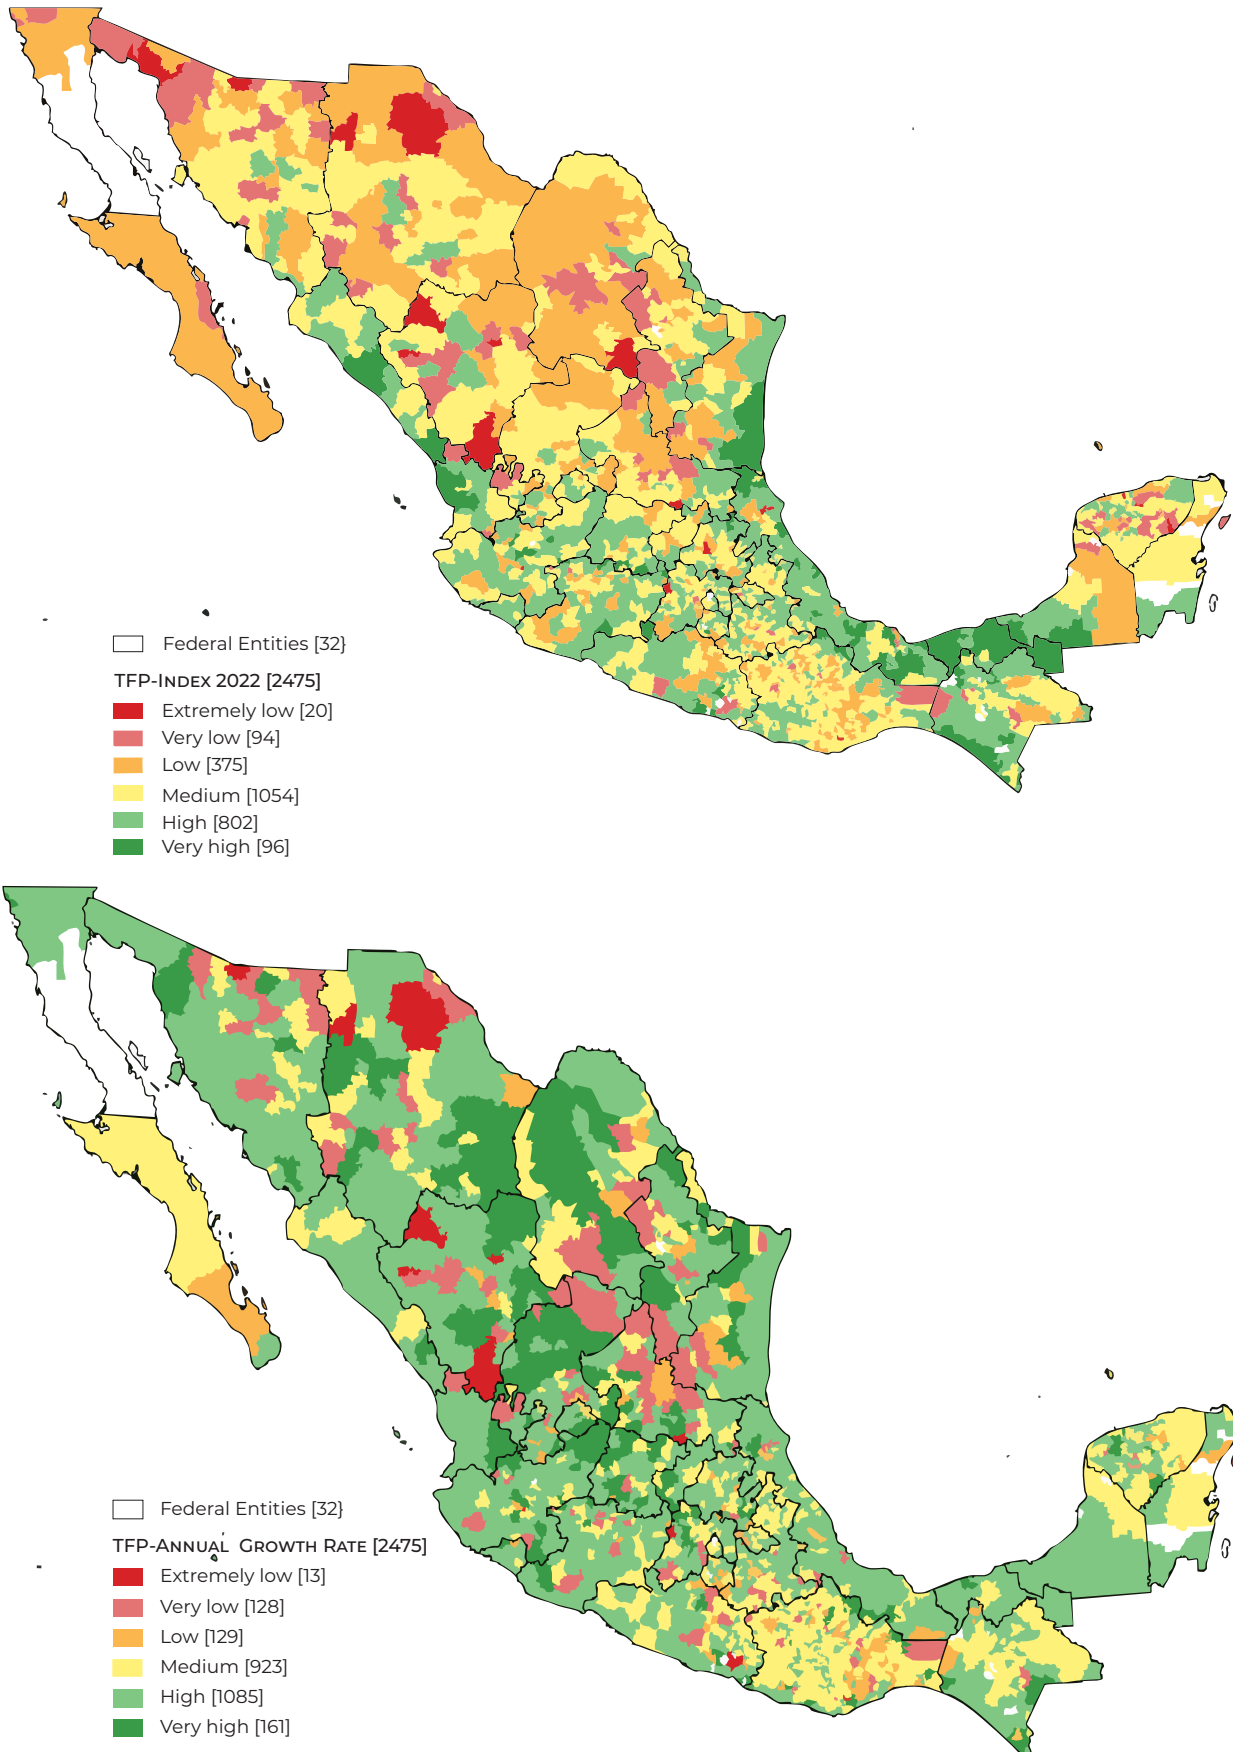 Federal Entities [32}
TFP-Index 2022 [2475]
Extremely low [20]
Very low [94]
Low [375]
Medium [1054]
High [802]
Very high [96]
Federal Entities [32}
TFP-Annual Growth Rate [2475]
Extremely low [13]
Very low [128]
Low [129]
Medium [923]
High [1085]
Very high [161]